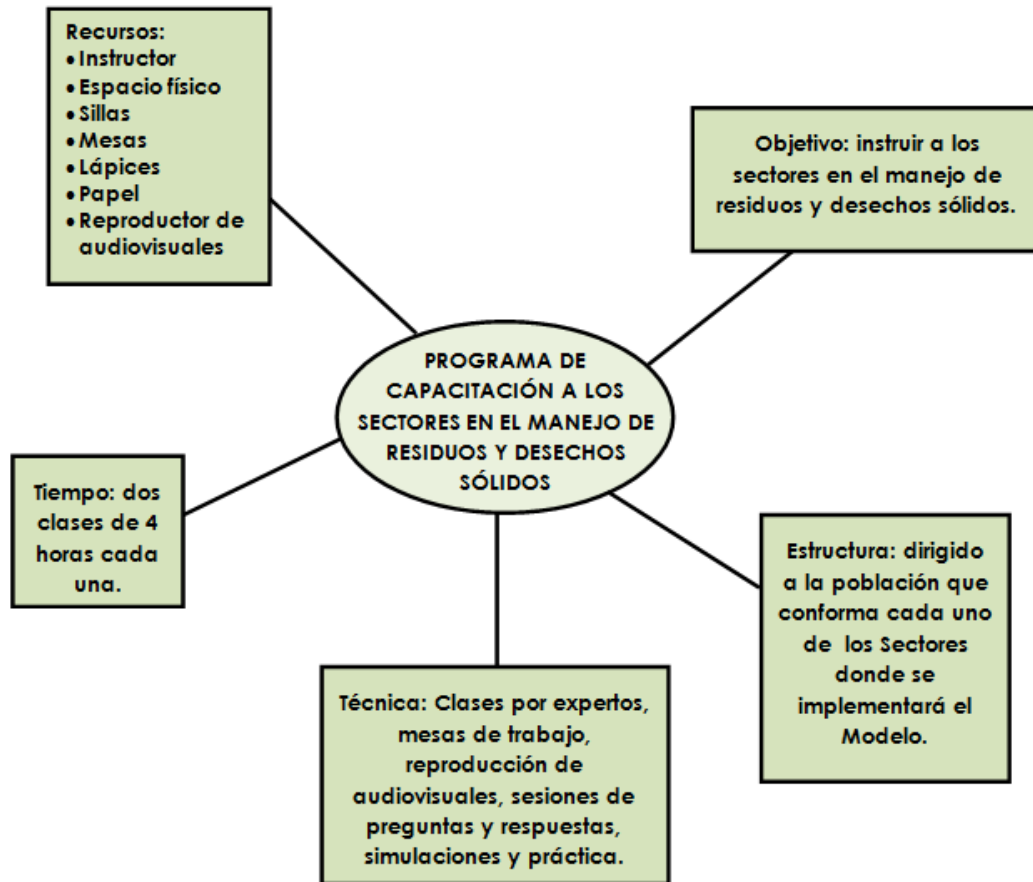 Recursos:
• Instructor
• Espacio físico
• Sillas
• Mesas
• Lápices
• Papel
• Reproductor de
audiovisuales
Objetivo: instruir a los
sectores en el manejo de
residuos y desechos sólidos.
PROGRAMA DE
CAPACITACIÓN A LOS
SECTORES EN EL MANEJO DE
RESIDUOS Y DESECHOS
SÓLIDOS
Tiempo: dos
clases de 4
horas cada
una.
Técnica: Clases por expertos,
mesas de trabajo,
reproducción de
audiovisuales, sesiones de
preguntas y respuestas,
simulaciones y práctica.
Estructura: dirigido
a la población que
conforma cada uno
de los Sectores
donde se
implementará el
Modelo.